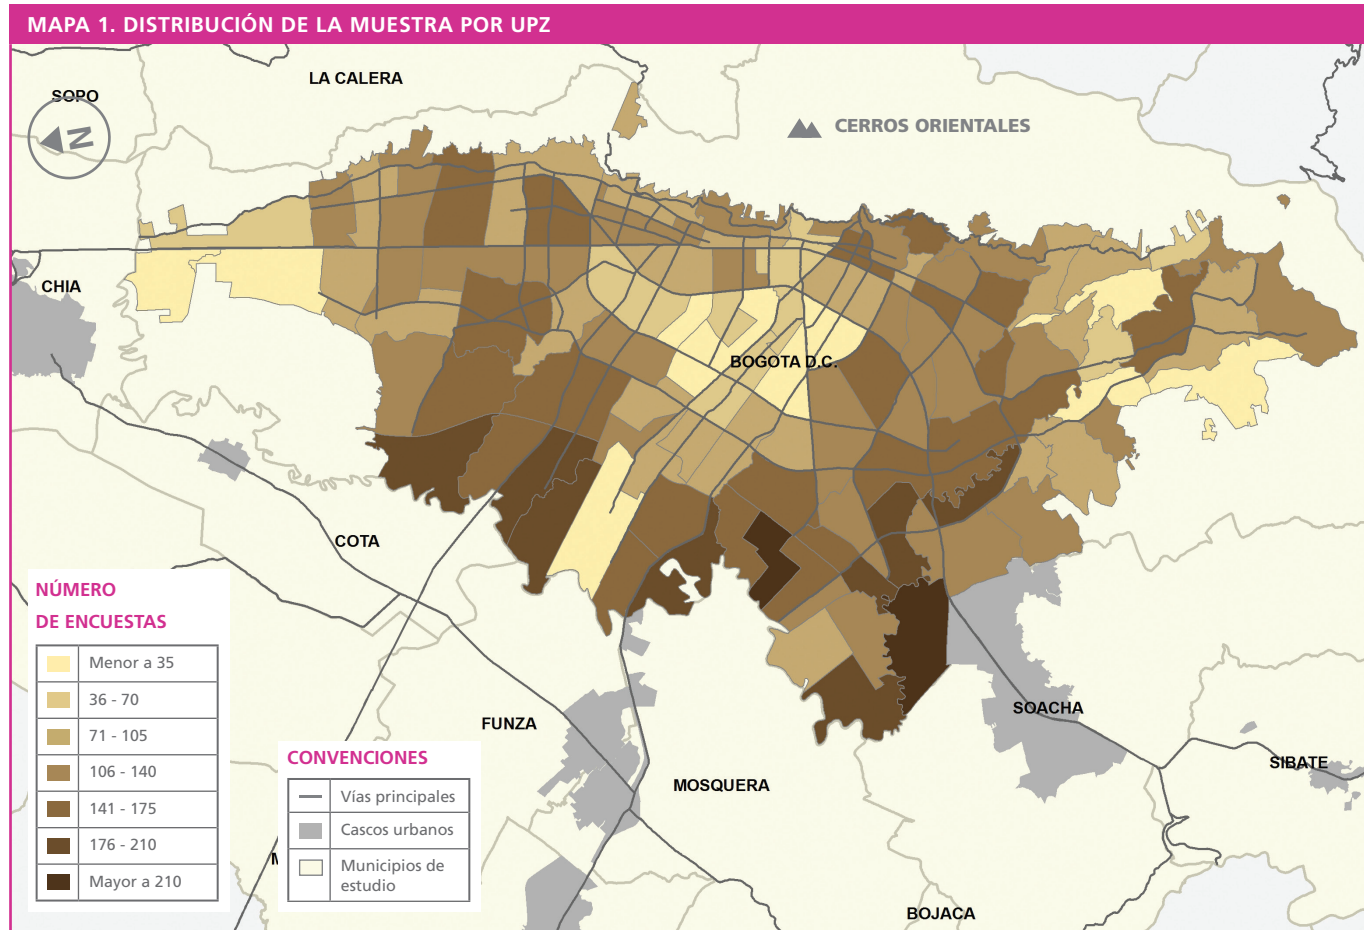 MAPA 1. DISTRIBUCIÓN DE LA MUESTRA POR UPZ
LA CALERA
SOPO
N
CERROS ORIENTALES
CHIA
BOGOTA D.C.
COTA
NÚMERO
DE ENCUESTAS
Menor a 35
36 - 70
71 - 105
106 - 140
141 - 175
176 - 210
Mayor a 210
FUNZA
CONVENCIONES
Vías principales
Cascos urbanos
Municipios de
estudio
SOACHA
SIBATE
MOSQUERA
BOJACA